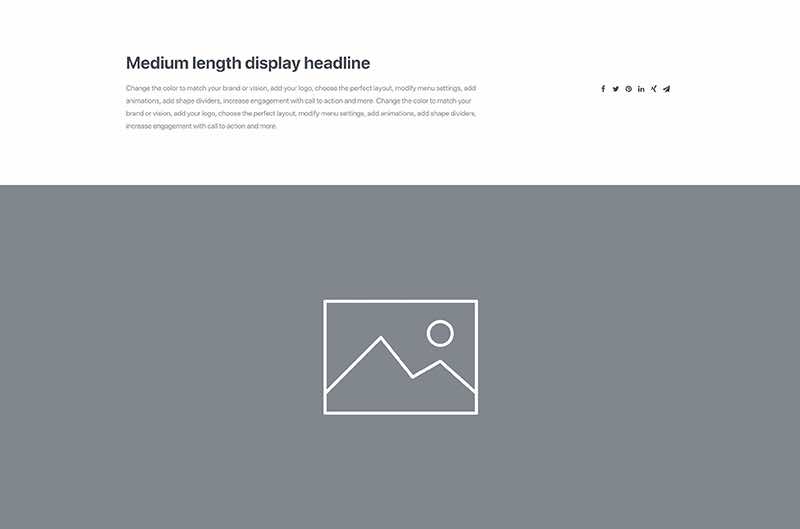 Medium length display headline
Change the color to match your brand or vision, add your logo, choose the perfect layout, modify menu settings, add
animations, add shape dividers, increase engagement with call to action and more. Change the color to match your
brand or vision, add your logo, choose the perfect layout, modify menu settings, add animations, add shape dividers,
increase engagement with call to action and more.